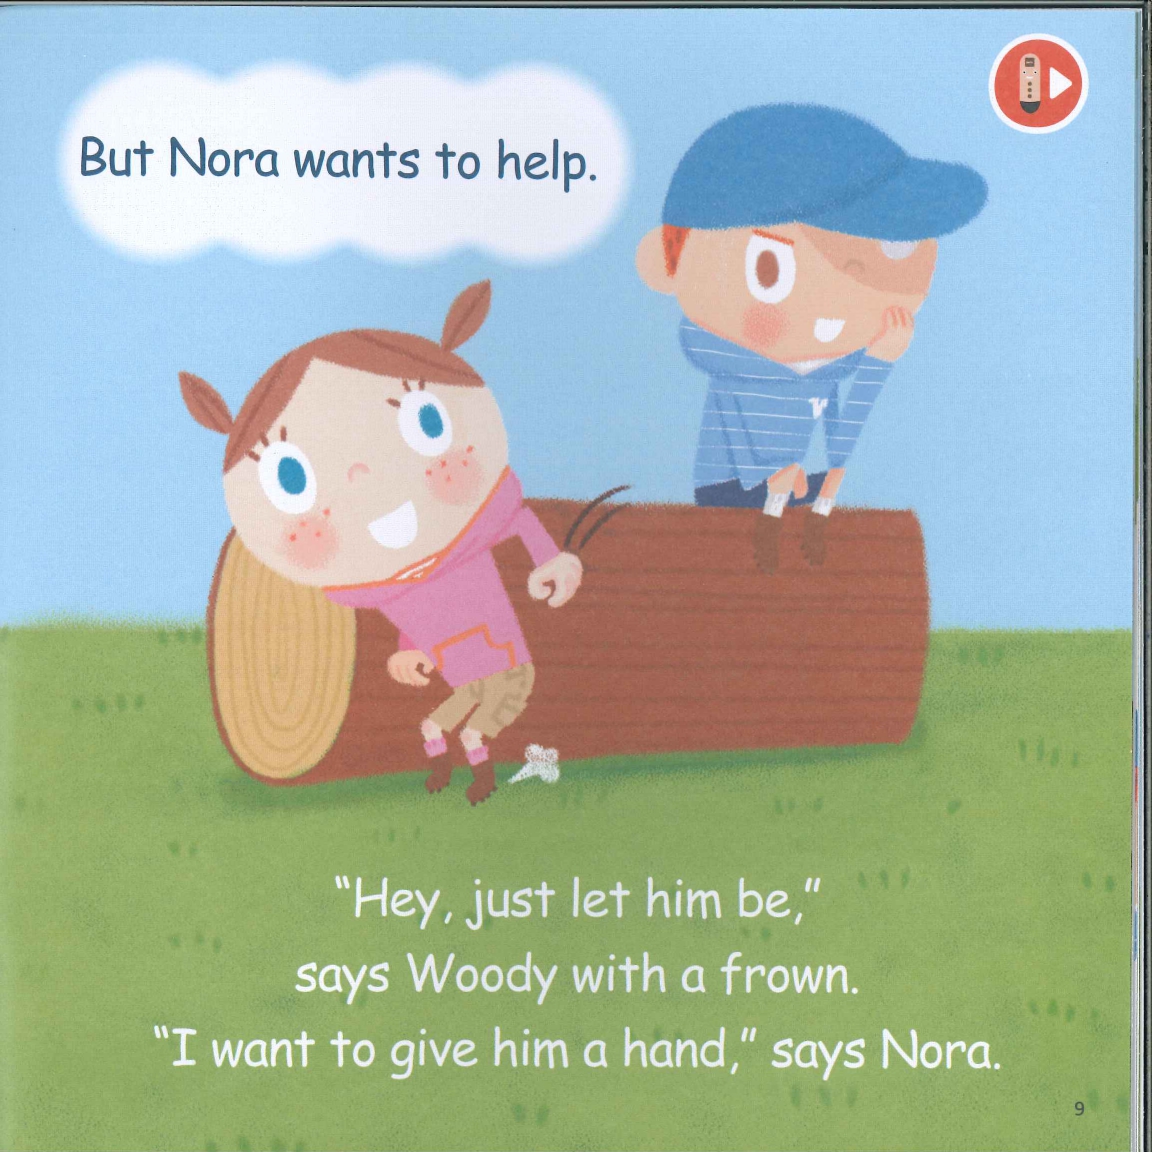 But Nora wants to help.
“Hey, just let him be,”
says Woody with a frown.
“I want to give him a hand,” says Nora.
9